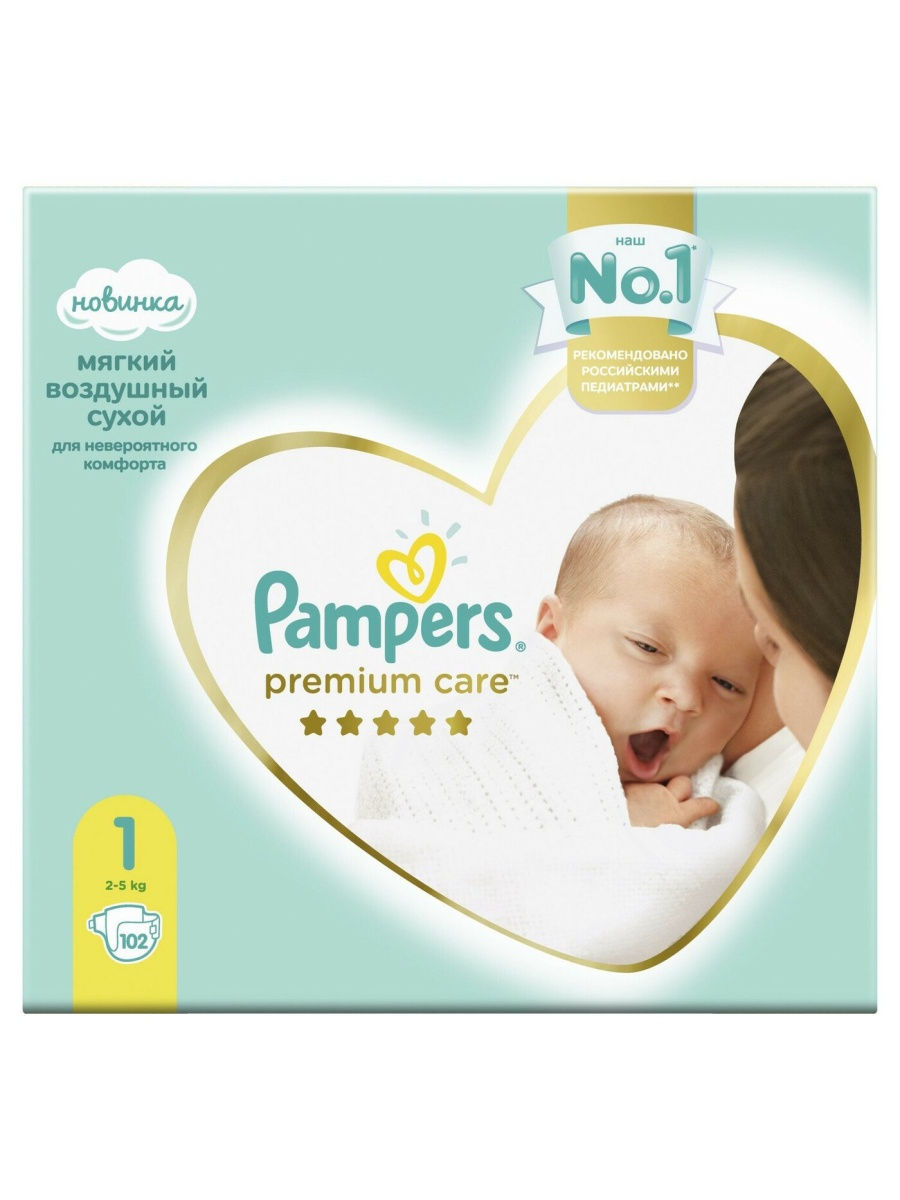 наш
No.1*
РЕКОМЕНДОВАНО
РОССИЙСКИМИ
ПЕДИАТРАМИ**
новинка
мягкий
воздушный
сухой
для невероятного
комфорта
Pampers®
premium care™
1
2-5 kg
102